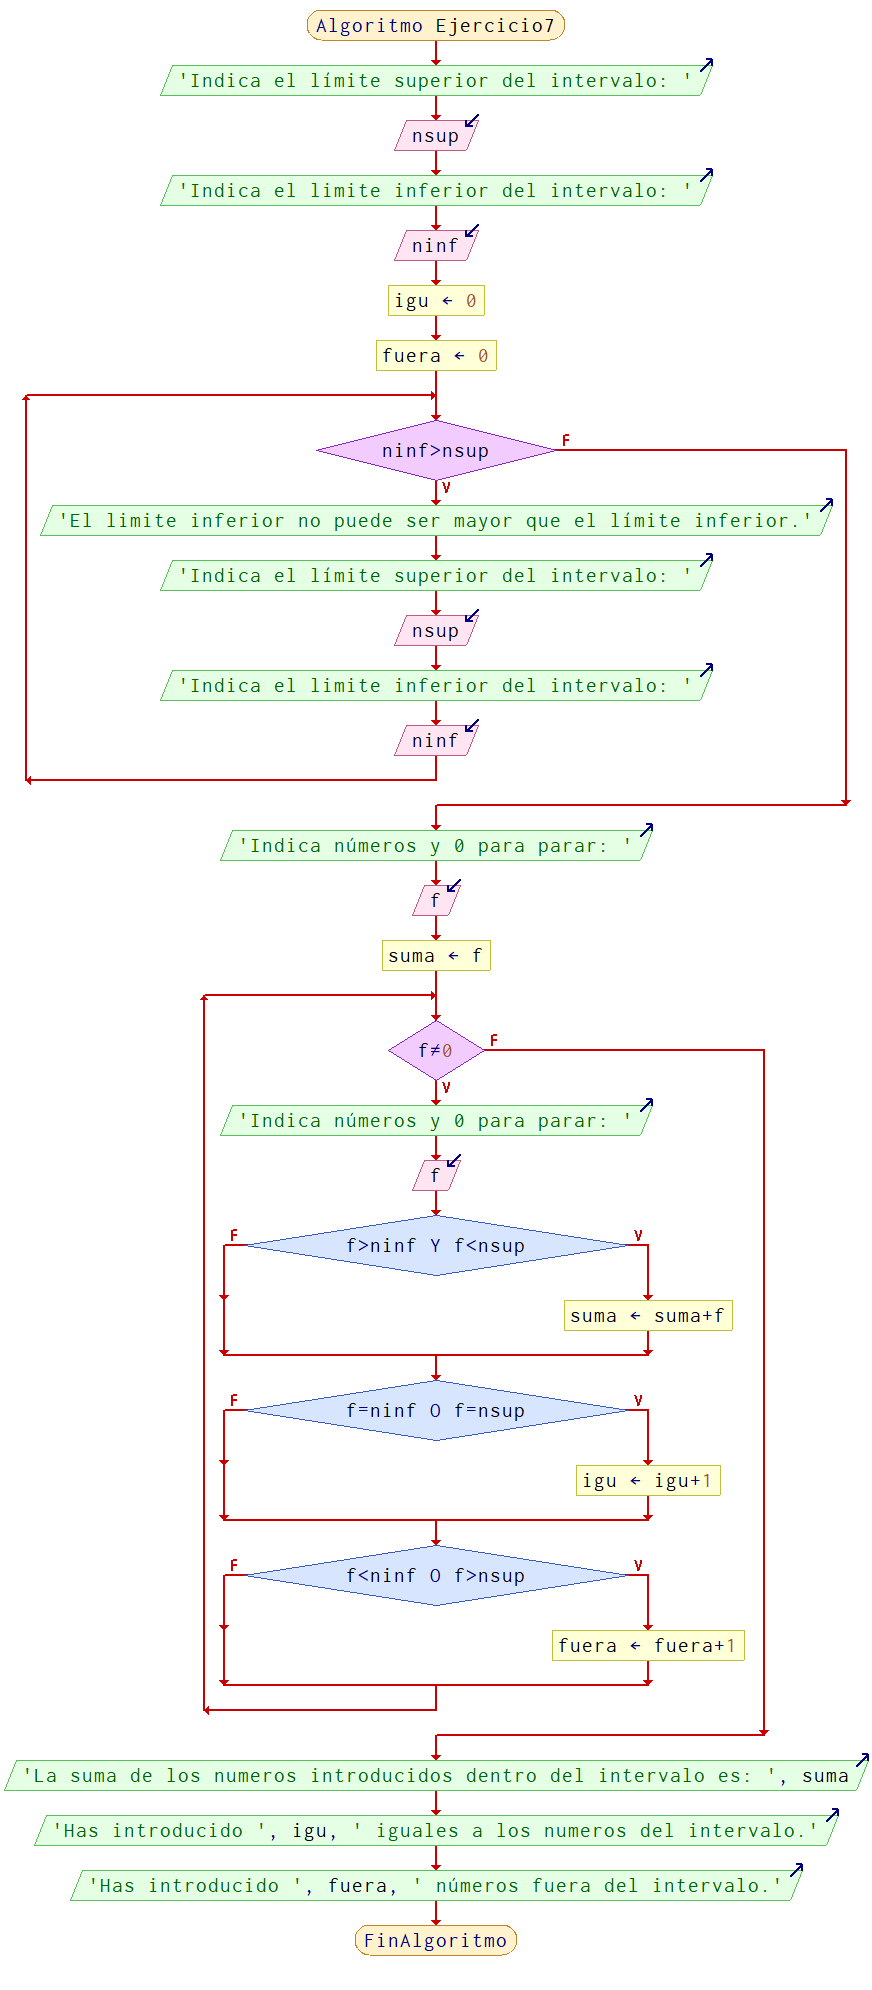 Algoritmo Ejercicio7
'Indica el límite superior del intervalo: '
nsup
'Indica el limite inferior del intervalo: '
ninf
igu ← 0
fuera ← 0
ninf>nsup
F
V
'El limite inferior no puede ser mayor que el límite inferior.'
'Indica el límite superior del intervalo: '
nsup
'Indica el limite inferior del intervalo: '
ninf
'Indica números y 0 para parar: '
f
suma ← f
f≠0
F
V
'Indica números y 0 para parar: '
f
F
f>ninf Y f<nsup
V
suma ← suma+f
F
f=ninf O f=nsup
V
igu ← igu+1
F
f<ninf O f>nsup
V
fuera ← fuera+1
'La suma de los numeros introducidos dentro del intervalo es: ', suma
'Has introducido ', igu, ' iguales a los numeros del intervalo.'
'Has introducido ', fuera, ' números fuera del intervalo.'
FinAlgoritmo